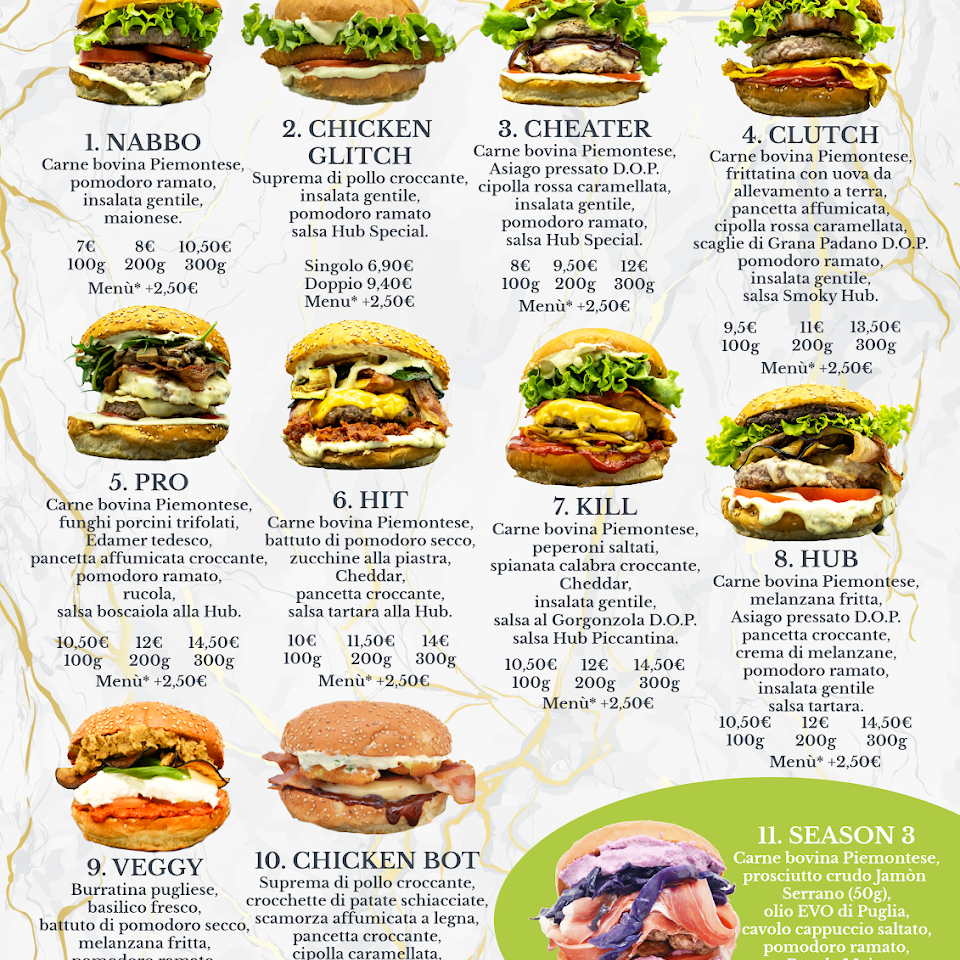 1. NABBO
Carne bovina Piemontese,
pomodoro ramato,
insalata gentile,
maionese.
7€ 8€ 10,50€
100g 200g 300g
Menù* +2,50€
2. CHICKEN
GLITCH
Suprema di pollo croccante,
insalata gentile,
pomodoro ramato
salsa Hub Special.
Singolo 6,90€
Doppio 9,40€
Menu* +2,50€
3. CHEATER
Carne bovina Piemontese,
Asiago pressato D.O.P.
cipolla rossa caramellata,
insalata gentile,
pomodoro ramato,
salsa Hub Special.
8€ 9,50€ 12€
100g 200g 300g
Menù* +2,50€
4. CLUTCH
Carne bovina Piemontese,
frittatina con uova da
allevamento a terra,
pancetta affumicata,
cipolla rossa caramellata,
scaglie di Grana Padano D.O.P.
pomodoro ramato,
insalata gentile,
salsa Smoky Hub.
9,5€ 11€ 13,50€
100g 200g 300g
Menù* +2,50€
5. PRO
Carne bovina Piemontese,
funghi porcini trifolati,
Edamer tedesco,
pancetta affumicata croccante,
pomodoro ramato,
rucola,
salsa boscaiola alla Hub.
10,50€ 12€ 14,50€
100g 200g 300g
Menù* +2,50€
6. HIT
Carne bovina Piemontese,
battuto di pomodoro secco,
zucchine alla piastra,
Cheddar,
pancetta croccante,
salsa tartara alla Hub.
10€ 11,50€ 14€
100g 200g 300g
Menù* +2,50€
7. KILL
Carne bovina Piemontese,
peperoni saltati,
spianata calabra croccante,
Cheddar,
insalata gentile,
salsa al Gorgonzola D.O.P.
salsa Hub Piccantina.
10,50€ 12€ 14,50€
100g 200g 300g
Menù* +2,50€
8. HUB
Carne bovina Piemontese,
melanzana fritta,
Asiago pressato D.O.P.
pancetta croccante,
crema di melanzane,
pomodoro ramato,
insalata gentile
salsa tartara.
10,50€ 12€ 14,50€
100g 200g 300g
Menù* +2,50€
9. VEGGY
Burratina pugliese,
basilico fresco,
battuto di pomodoro secco,
melanzana fritta,
pomodoro ramato
10. CHICKEN BOT
Suprema di pollo croccante,
crocchette di patate schiacciate,
scamorza affumicata a legna,
pancetta croccante,
cipolla caramellata,
11. SEASON 3
Carne bovina Piemontese,
prosciutto crudo Jamòn
Serrano (50g),
olio EVO di Puglia,
cavolo cappuccio saltato,
pomodoro ramato,